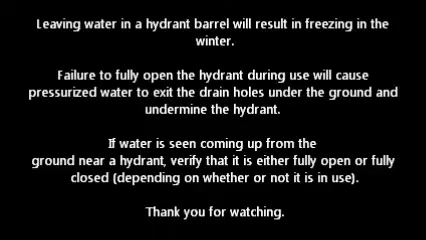 Leaving water in a hydrant barrel will result in freezing in the
winter.
Failure to fully open the hydrant during use will cause
pressurized water to exit the drain holes under the ground and
undermine the hydrant.
If water is seen coming up from the
ground near a hydrant, verify that it is either fully open or fully
closed (depending on whether or not it is in use).
Thank you for watching.